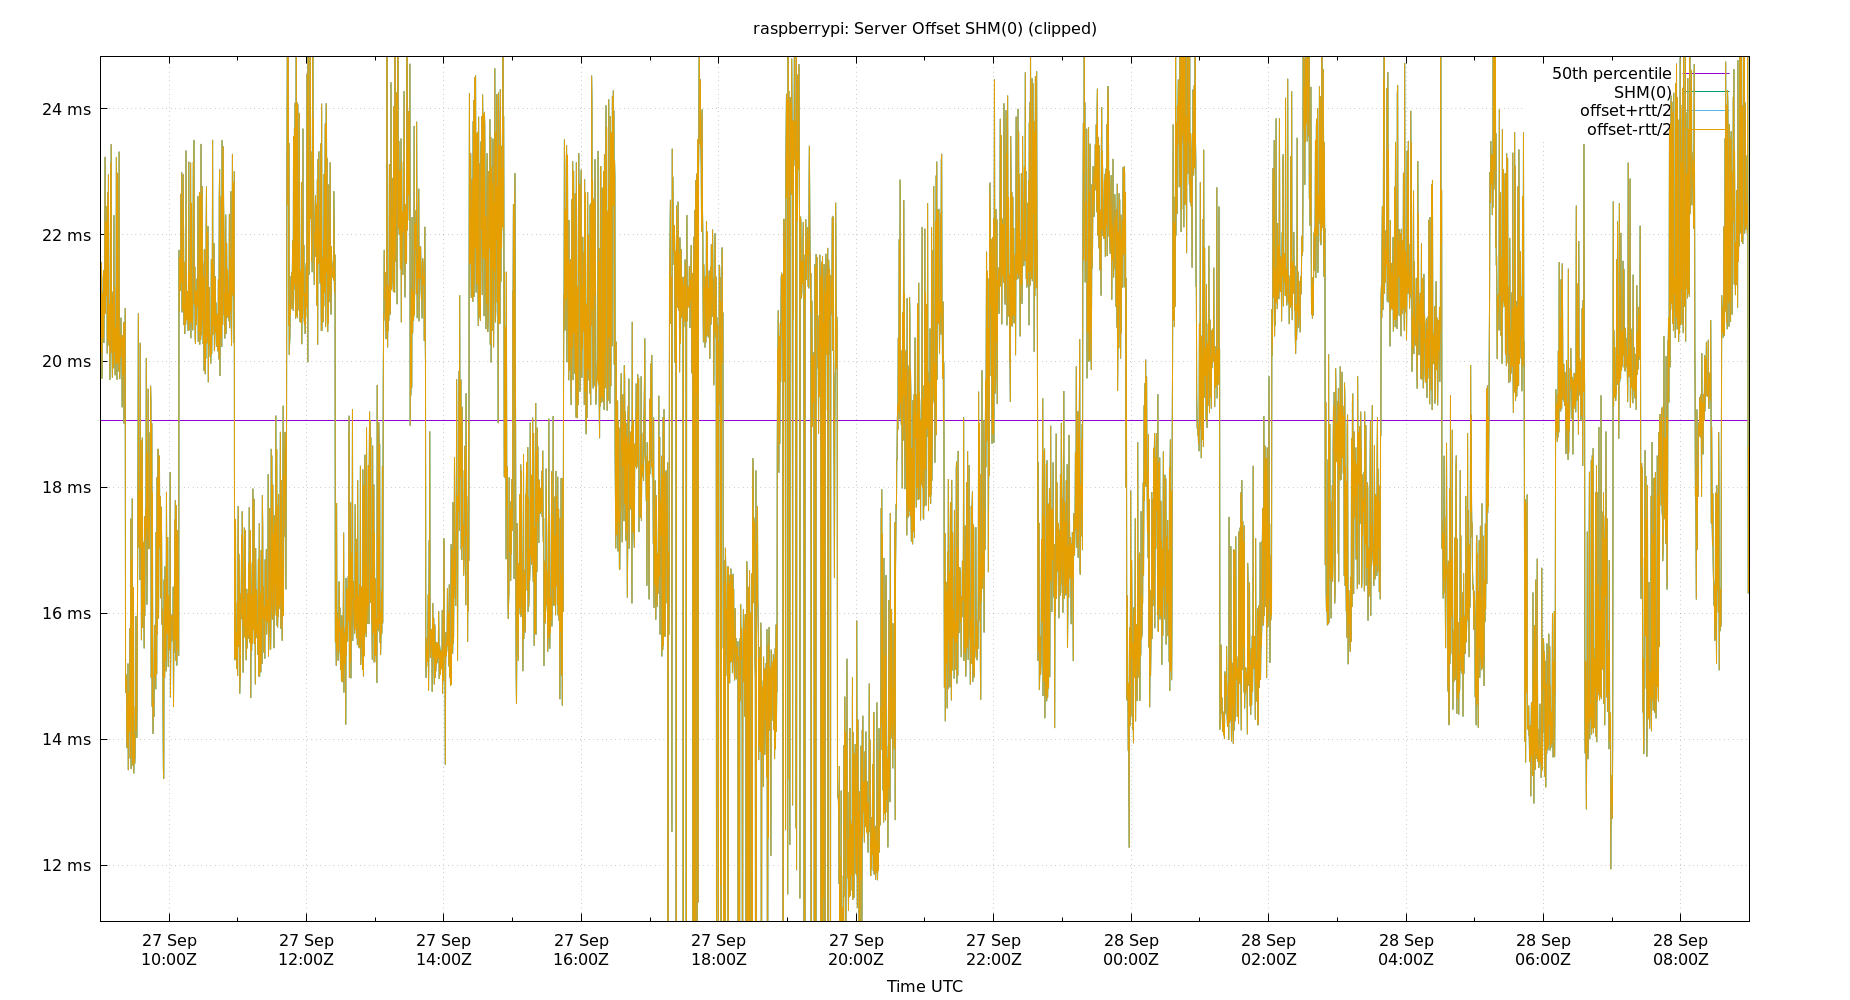 raspberrypi: Server Offset SHM(0) (clipped)
50th percentile
SHM(0)
offset+rtt/2
offset-rtt/2
24 ms
22 ms
20 ms
18 ms
16 ms
14 ms
12 ms
27 Sep 27 Sep 27 Sep 27 Sep 27 Sep 27 Sep 27 Sep 28 Sep 28 Sep 28 Sep 28 Sep 28 Sep
10:00Z 12:00Z 14:00Z 16:00Z 18:00Z 20:00Z 22:00Z 00:00Z 02:00Z 04:00Z 06:00Z 08:00Z
Time UTC